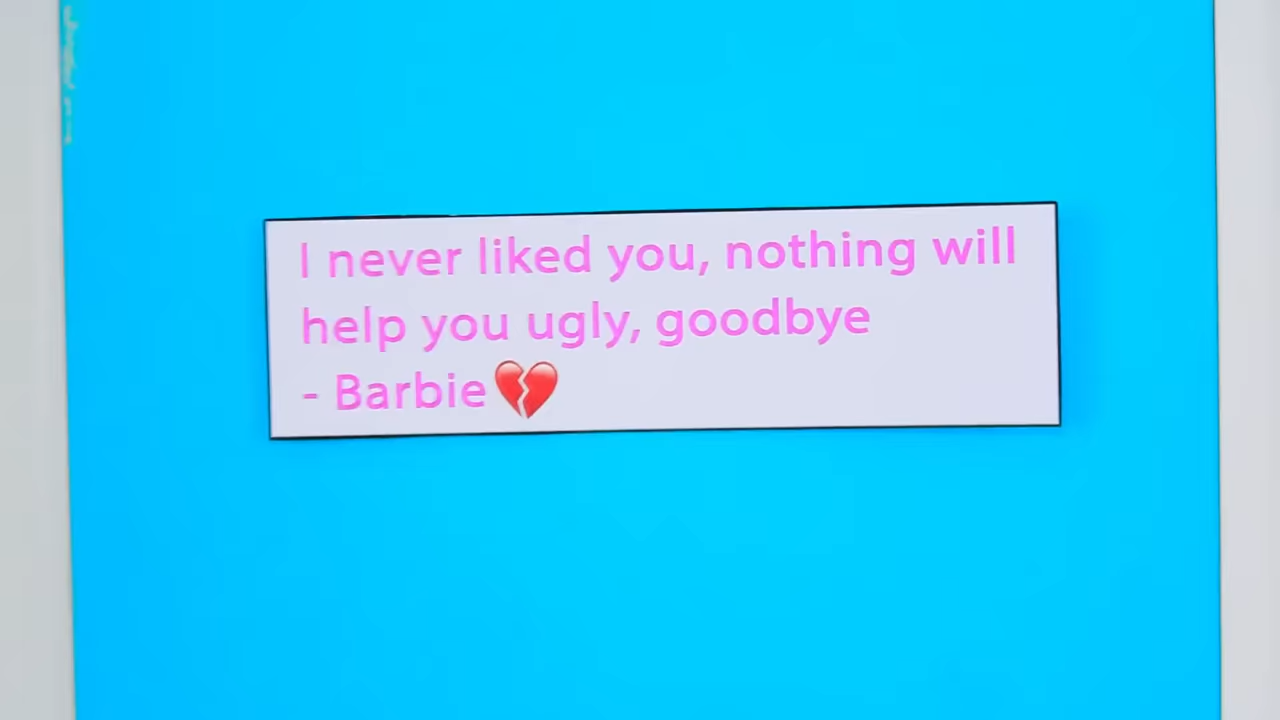 I never liked you, nothing will
help you ugly, goodbye
- Barbie💔